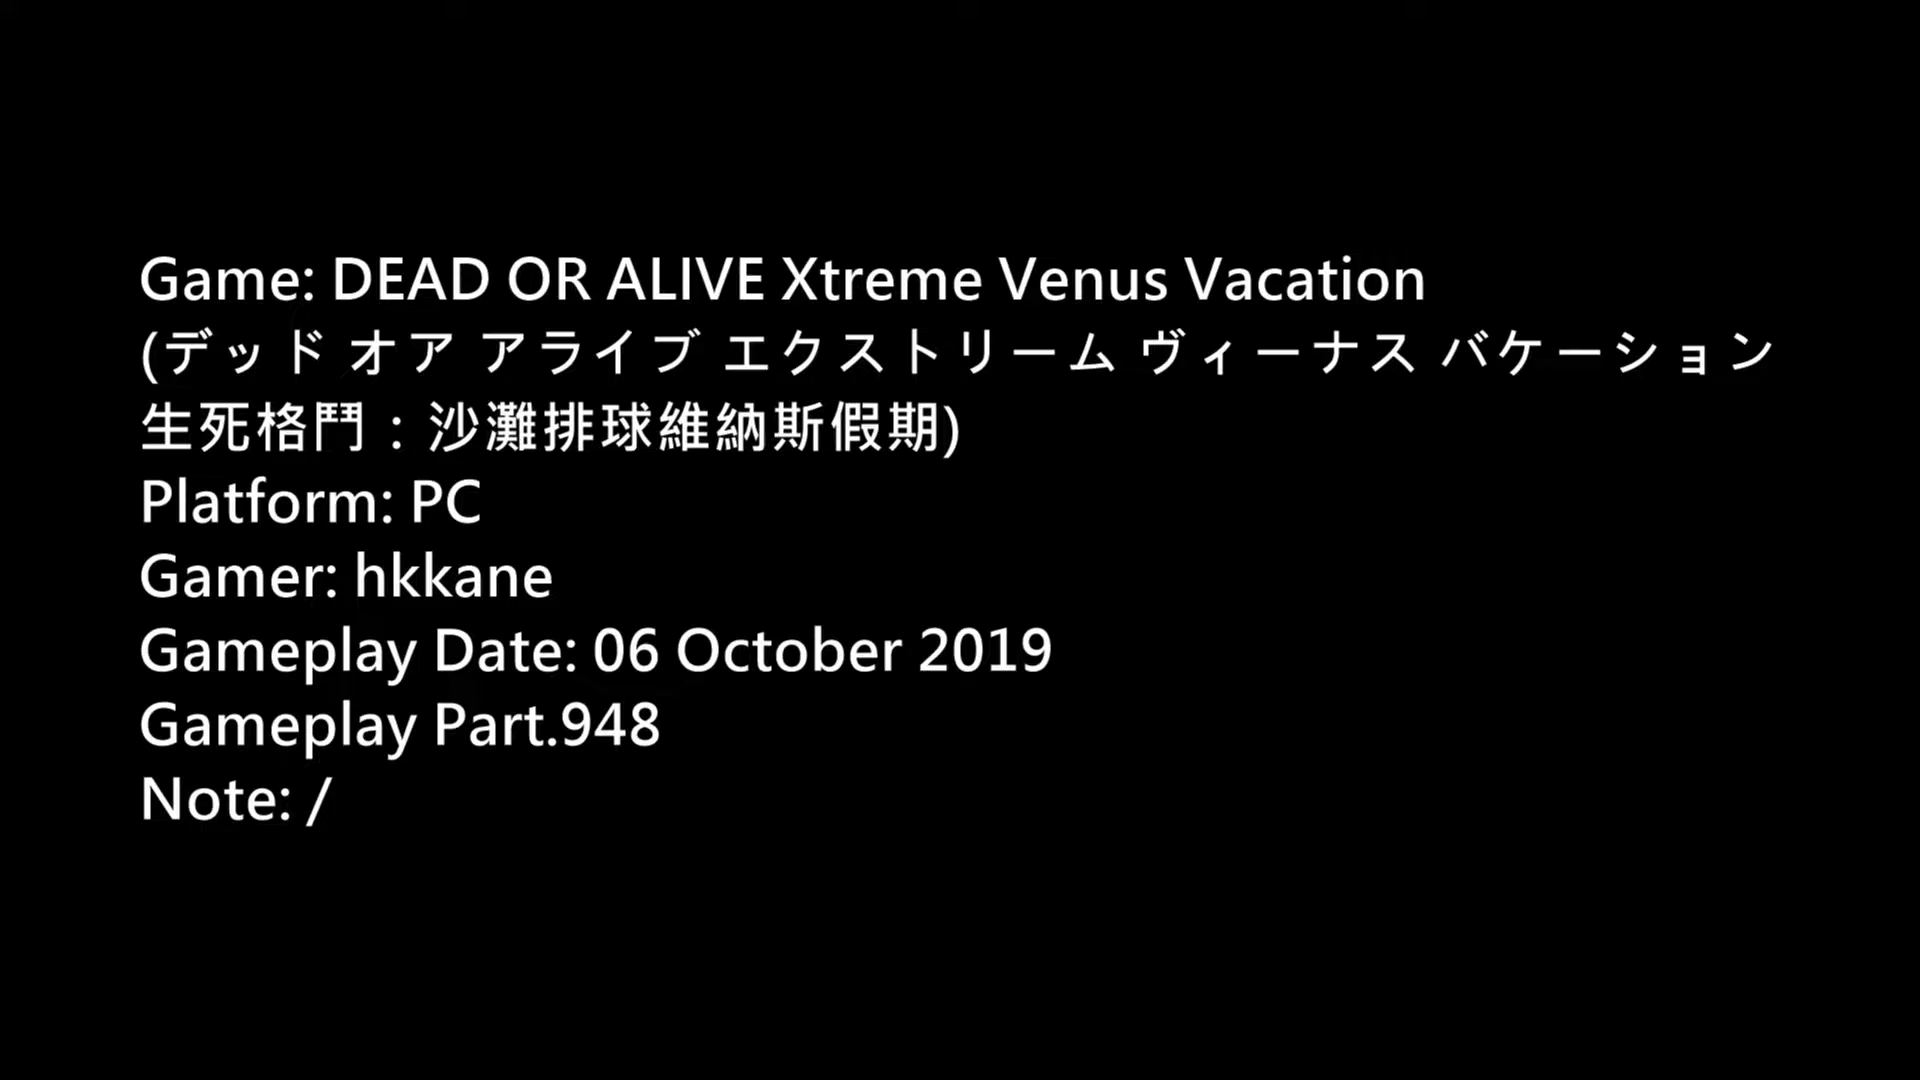 Game: DEAD OR ALIVE Xtreme Venus Vacation
(デッド オア アライブ エクストリーム ヴィーナス バケーション
生死格鬥：沙灘排球維納斯假期)
Platform: PC
Gamer: hkkane
Gameplay Date: 06 October 2019
Gameplay Part.948
Note: /